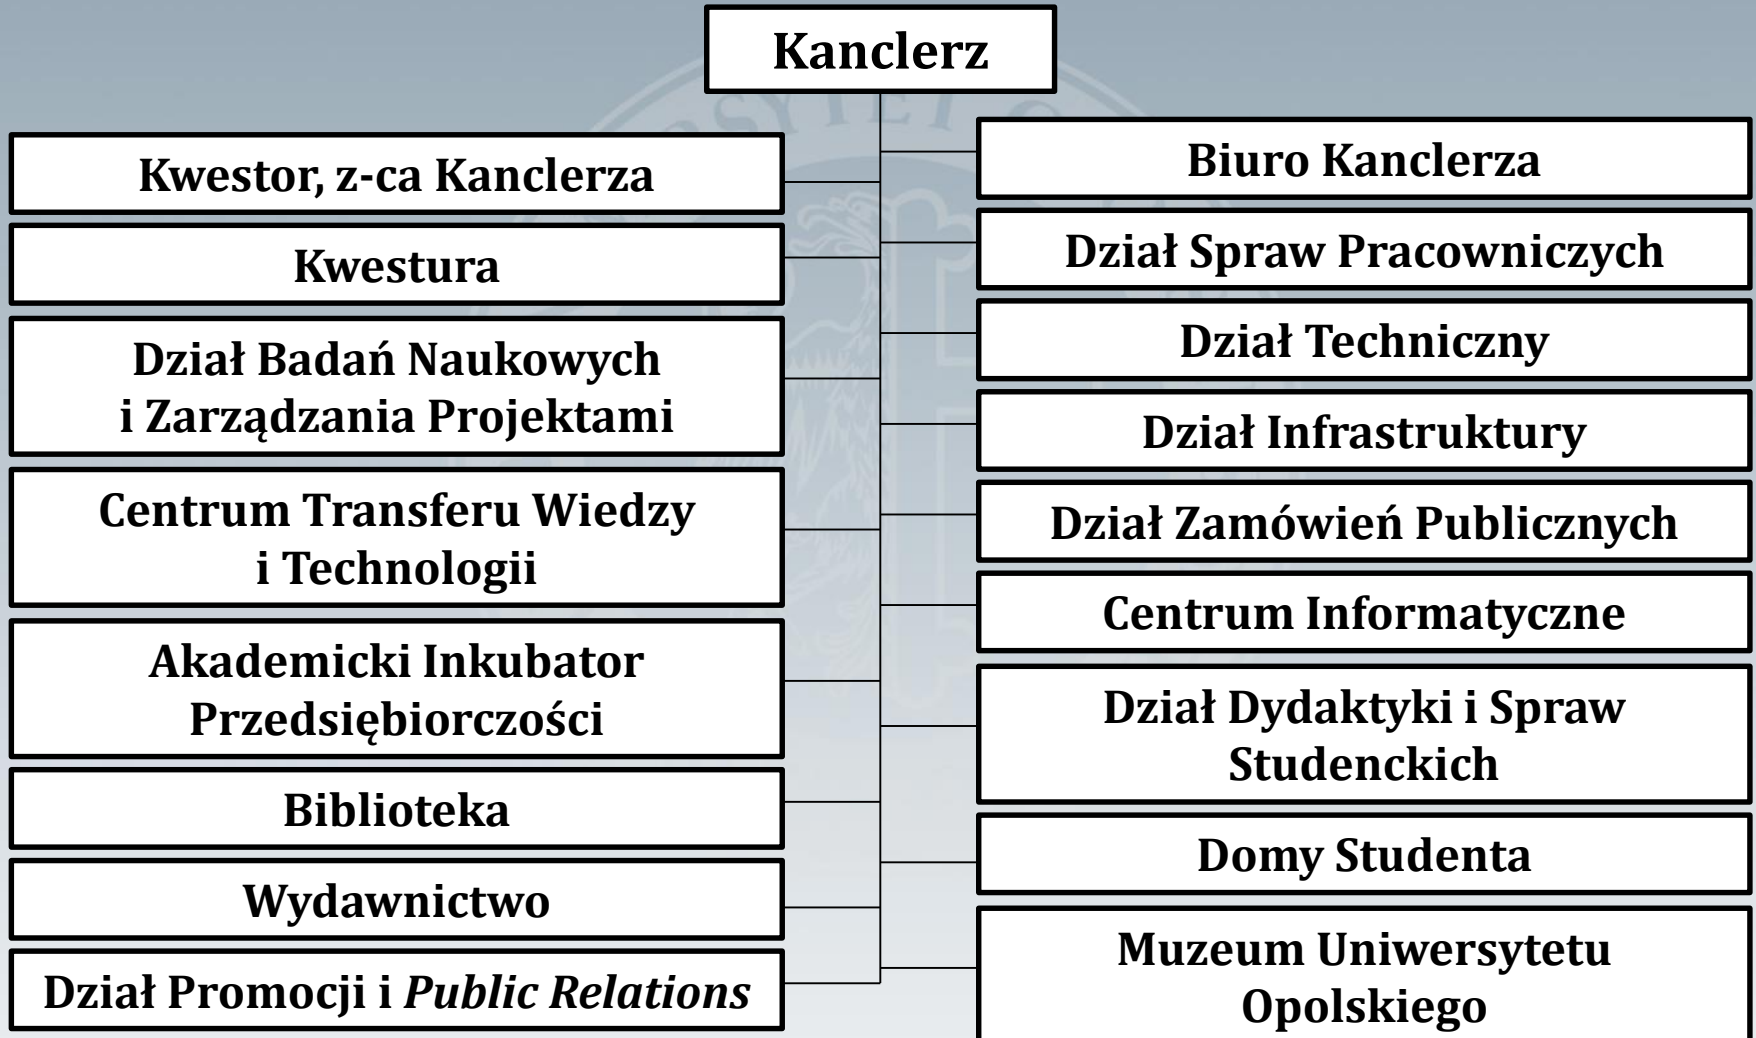 Kanclerz
Kwestor, z-ca Kanclerza
Kwestura
Dział Badań Naukowych
i Zarządzania Projektami
Centrum Transferu Wiedzy
i Technologii
Akademicki Inkubator
Przedsiębiorczości
Biblioteka
Wydawnictwo
Dział Promocji i Public Relations
Biuro Kanclerza
Dział Spraw Pracowniczych
Dział Techniczny
Dział Infrastruktury
Dział Zamówień Publicznych
Centrum Informatyczne
Dział Dydaktyki i Spraw
Studenckich
Domy Studenta
Muzeum Uniwersytetu
Opolskiego